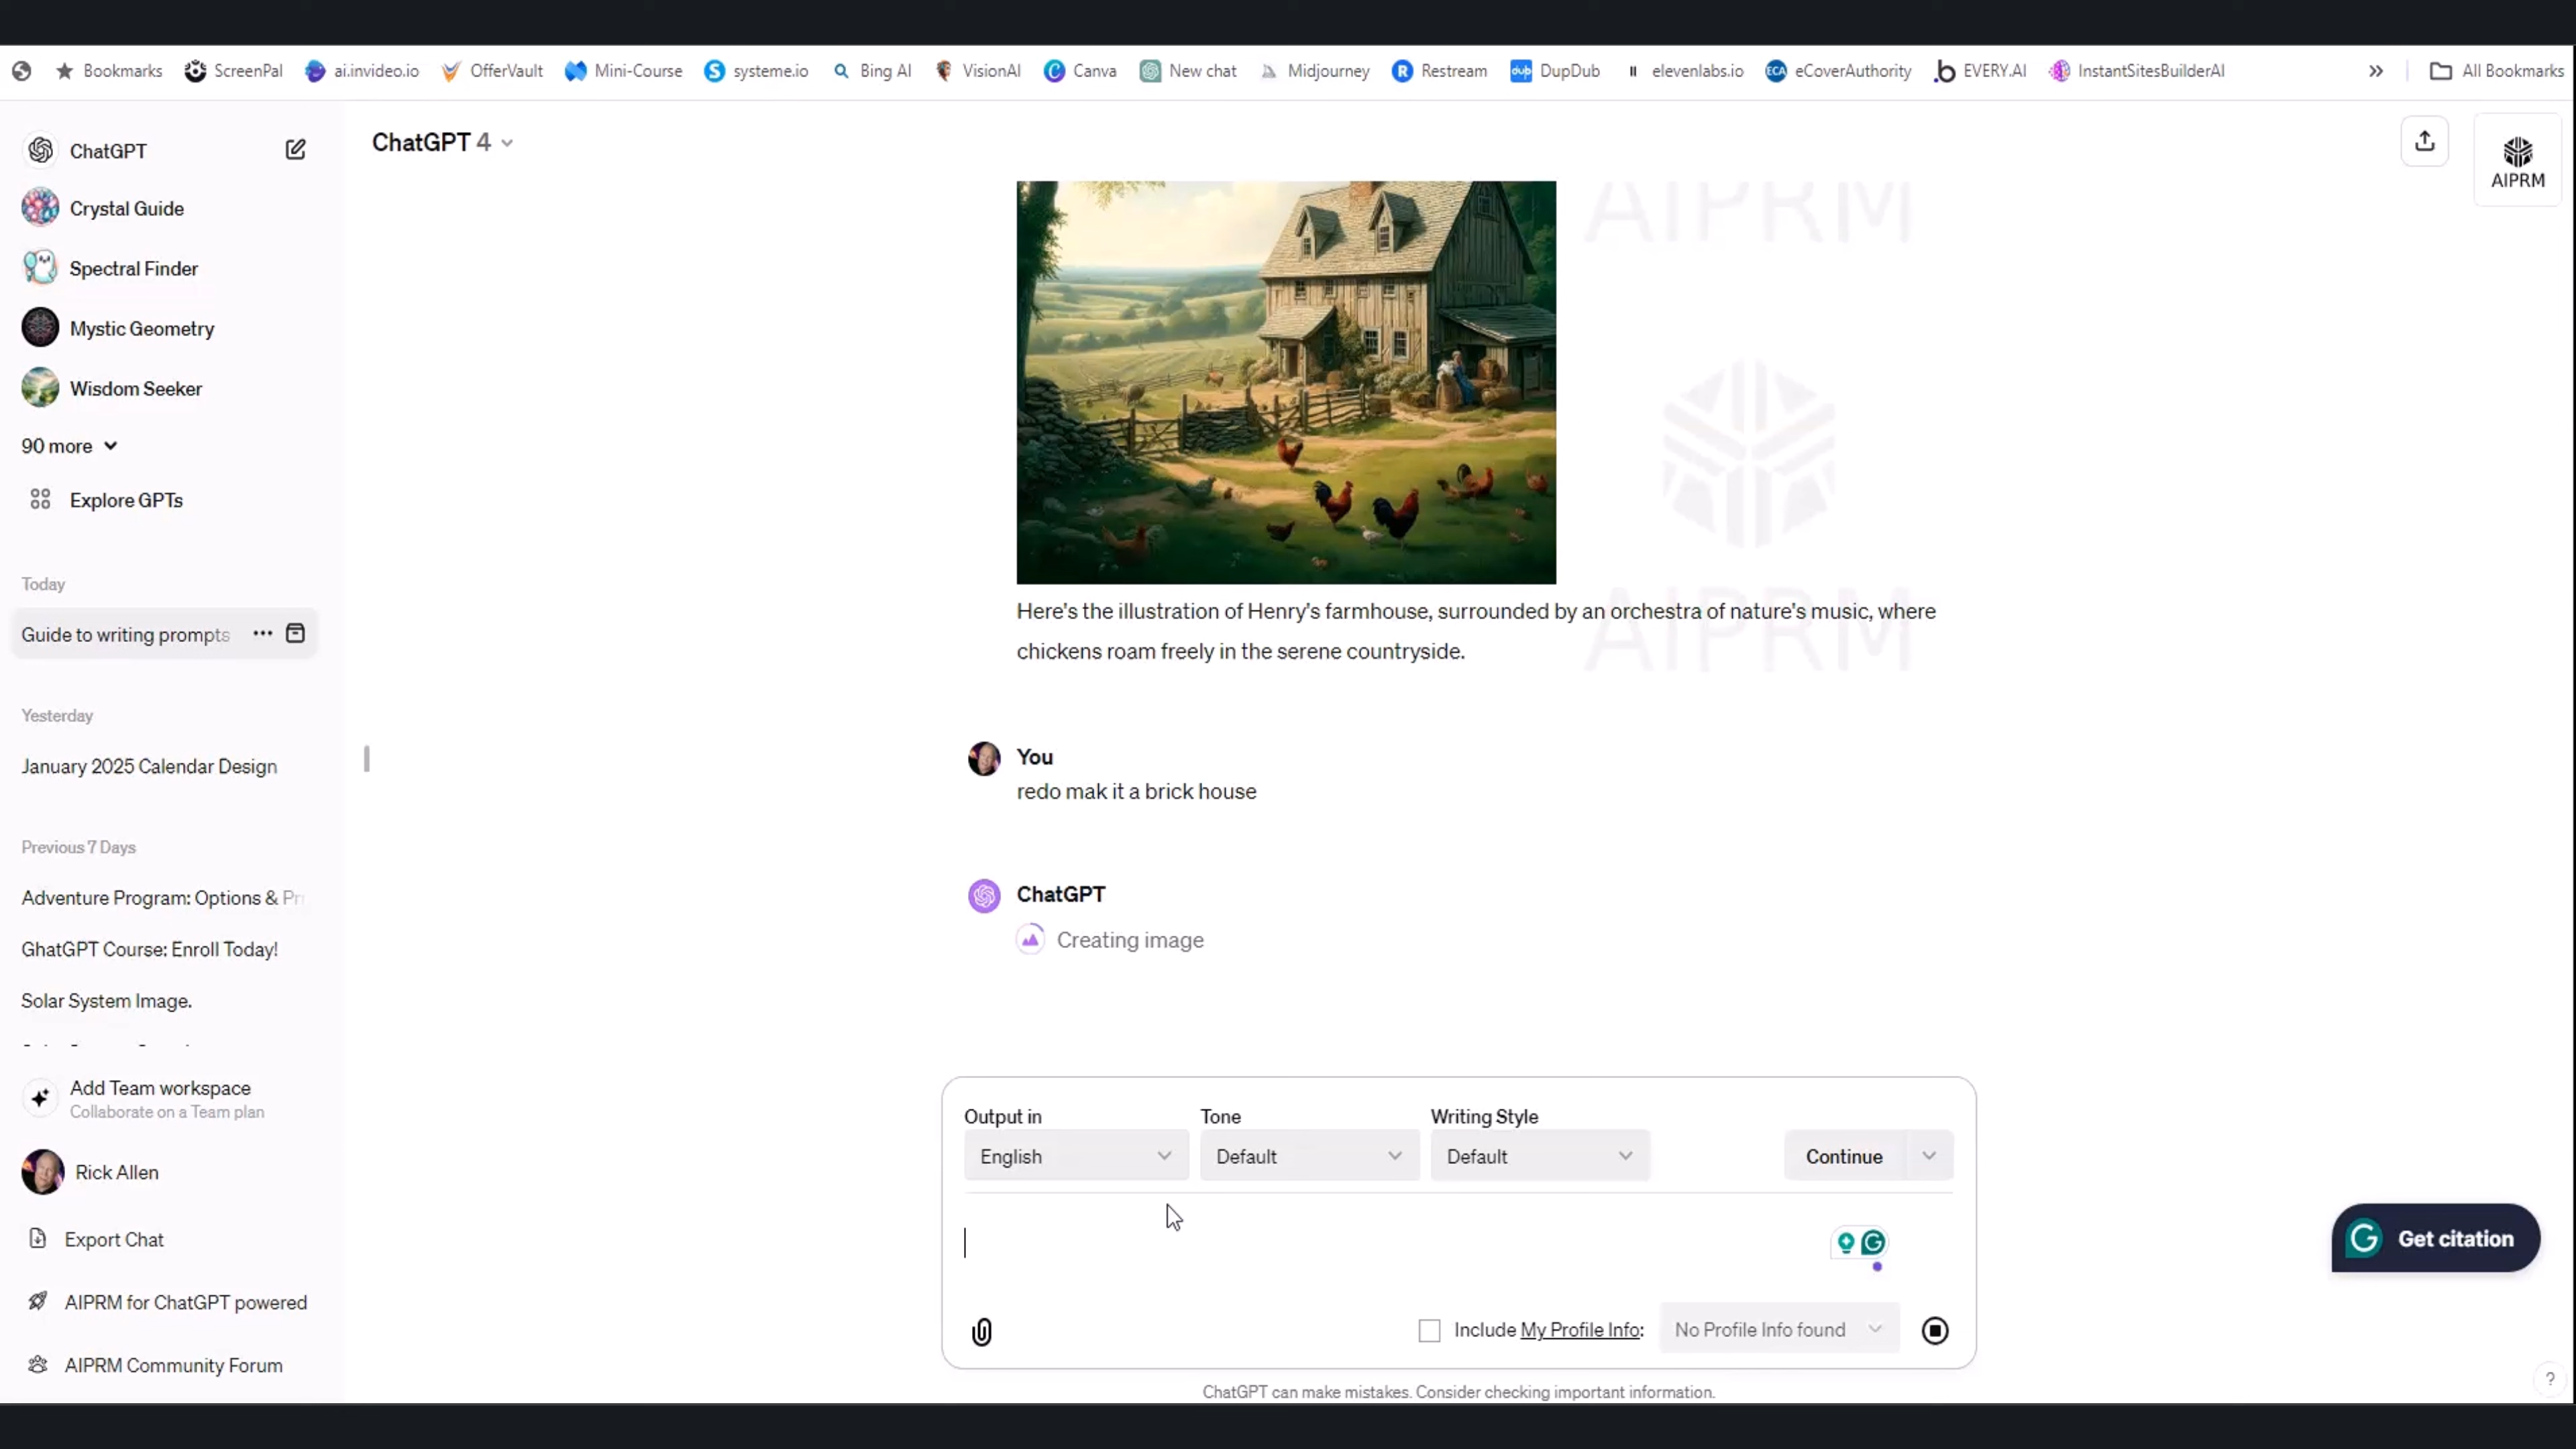 Bookmarks ScreenPal ai.invideo.io OfferVault Mini-Course systeme.io Bing AI VisionAI Canva New chat Midjourney Restream DupDub elevenlabs.io eCoverAuthority EVERY.AI InstantSitesBuilderAI » All Bookmarks
ChatGPT
Crystal Guide
Spectral Finder
Mystic Geometry
Wisdom Seeker
90 more
Explore GPTs
Today
Guide to writing prompts
Yesterday
January 2025 Calendar Design
Previous 7 Days
Adventure Program: Options & Pr
GhatGPT Course: Enroll Today!
Solar System Image.
Add Team workspace
Collaborate on a Team plan
Rick Allen
Export Chat
AIPRM for ChatGPT powered
AIPRM Community Forum
ChatGPT 4
AIPRM
AIPRM
AIPRM
Here's the illustration of Henry's farmhouse, surrounded by an orchestra of nature's music, where
chickens roam freely in the serene countryside.
You
redo mak it a brick house
ChatGPT
Creating image
Output in Tone Writing Style
English Default Default Continue
Include My Profile Info: No Profile Info found
Get citation
ChatGPT can make mistakes. Consider checking important information.
?